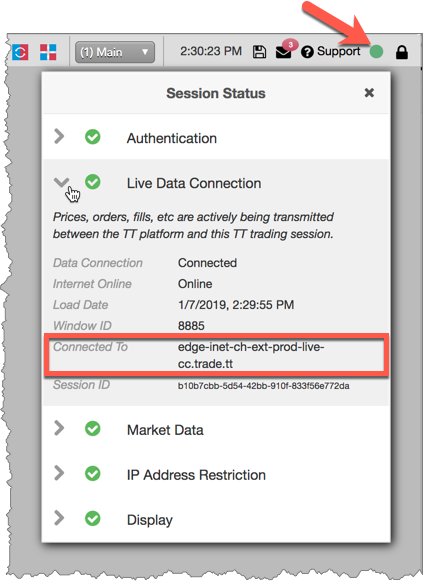 (1) Main
2:30:23 PM
3
Support
Session Status
Authentication
Live Data Connection
Prices, orders, fills, etc are actively being transmitted
between the TT platform and this TT trading session.
Data Connection Connected
Internet Online Online
Load Date 1/7/2019, 2:29:55 PM
Window ID 8885
Connected To edge-inet-ch-ext-prod-live-
cc.trade.tt
Session ID b10b7cbb-5d54-42bb-910f-833f56e772da
Market Data
IP Address Restriction
Display